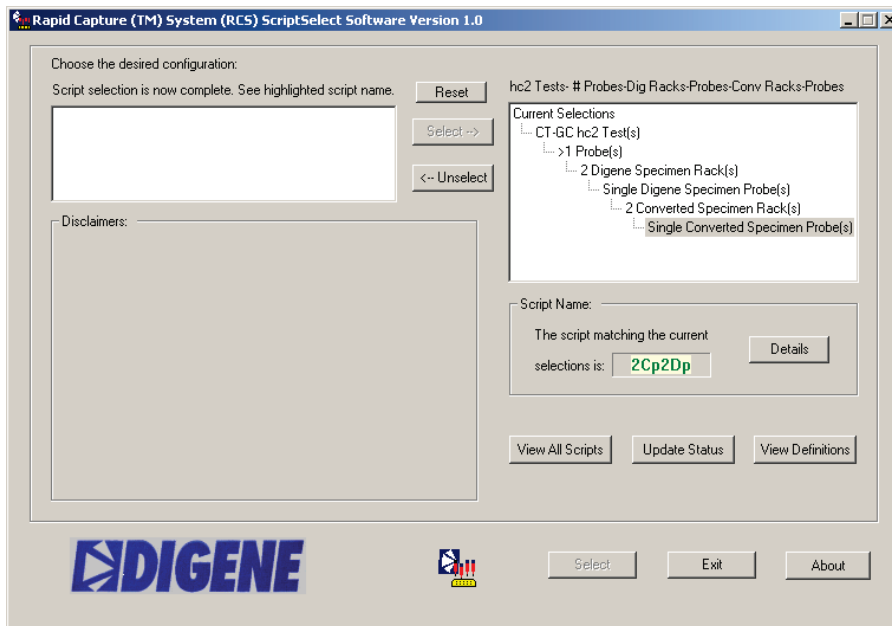 Rapid Capture (TM) System (RCS) ScriptSelect Software Version 1.0
Choose the desired configuration:
Script selection is now complete. See highlighted script name.
Reset
Select -->
<-- Unselect
Disclaimers:
hc2 Tests- # Probes-Dig Racks-Probes-Conv Racks-Probes
Current Selections
CT-GC hc2 Test(s)
>1 Probe(s)
2 Digene Specimen Rack(s)
Single Digene Specimen Probe(s)
2 Converted Specimen Rack(s)
Single Converted Specimen Probe(s)
Script Name:
The script matching the current
selections is: 2Cp2Dp
Details
View All Scripts
Update Status
View Definitions
DIGENE
Select
Exit
About